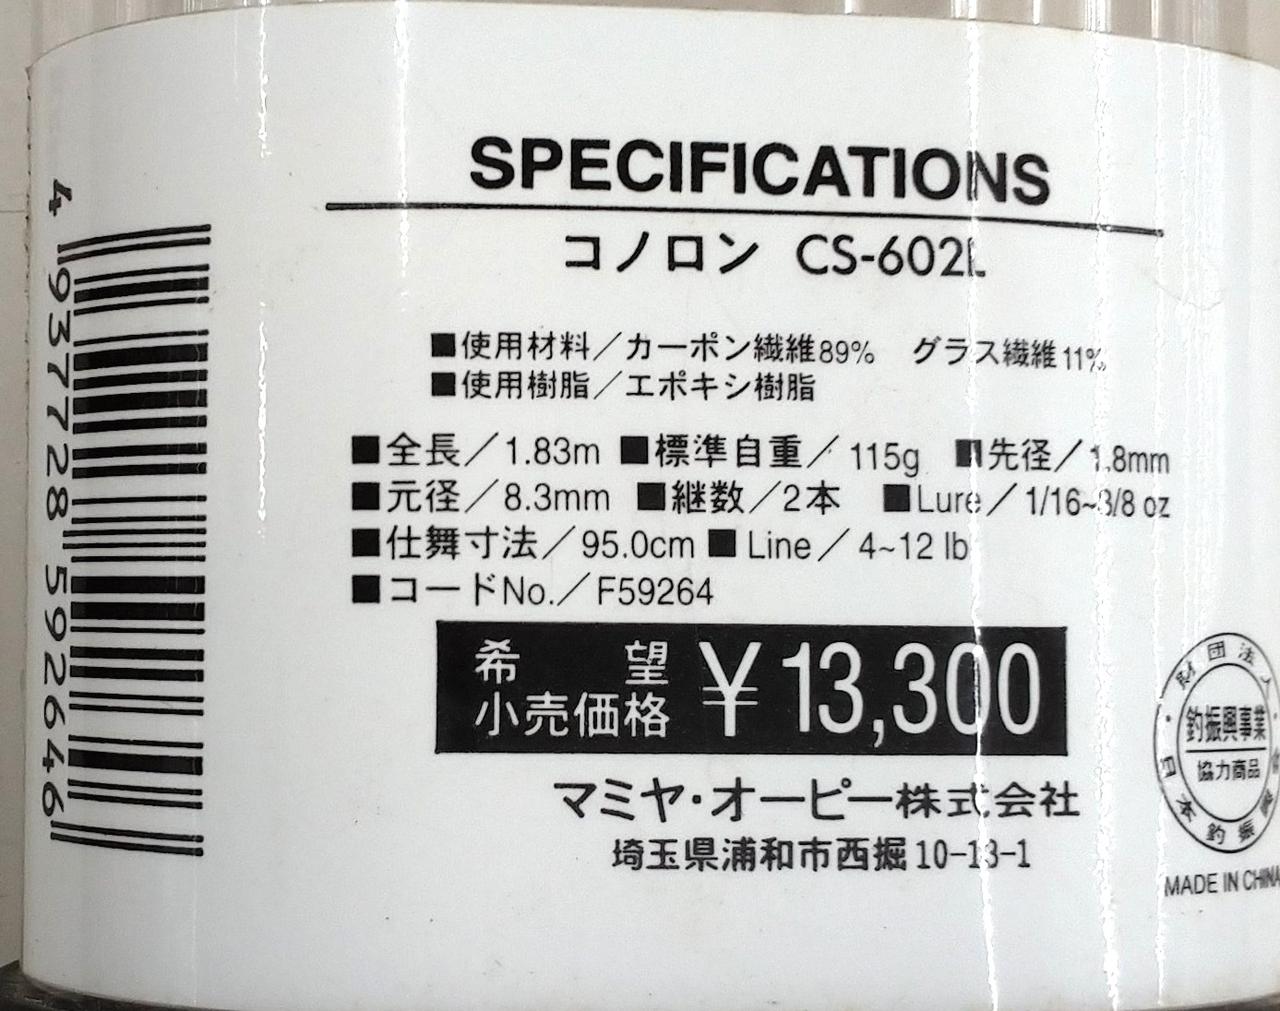 SPECIFICATIONS
コノロン CS-602L
■使用材料／カーボン繊維89% グラス繊維11%
■使用樹脂／エポキシ樹脂
■全長／1.83m ■標準自重／115g ■先径／1.8mm
■元径／8.3mm ■継数／2本 ■Lure／1/16~3/8 oz
■仕舞寸法／95.0cm ■Line／4~12 lb
■コードNo.／F59264
希望
小売価格 ¥13,300
マミヤ・オーピー株式会社
埼玉県浦和市西堀10-13-1
4 937728 592646
財団法人
釣振興事業
協力商品
日本釣振
MADE IN CHINA